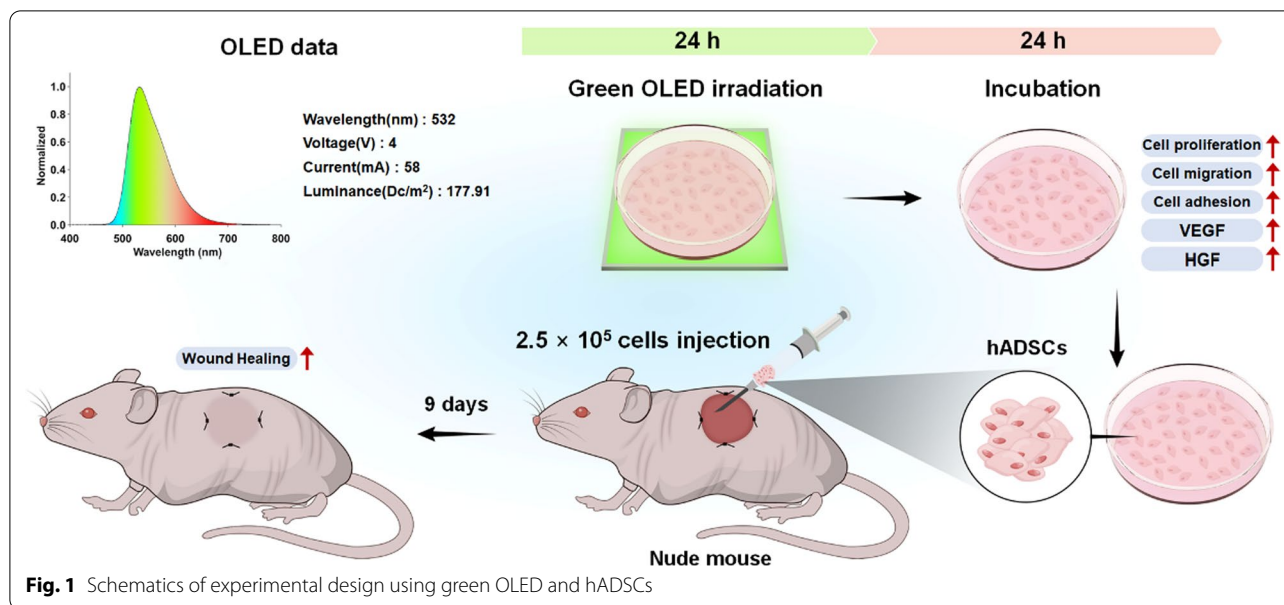 OLED data
Normalized
1.0
0.8
0.6
0.4
0.2
0.0
400 500 600 700 800
Wavelength (nm)
Wavelength(nm) : 532
Voltage(V) : 4
Current(mA) : 58
Luminance(Dc/m²) : 177.91
24 h
24 h
Green OLED irradiation
Incubation
Cell proliferation
Cell migration
Cell adhesion
VEGF
HGF
2.5 × 10⁵ cells injection
hADSCs
Wound Healing
9 days
Nude mouse
Fig. 1 Schematics of experimental design using green OLED and hADSCs